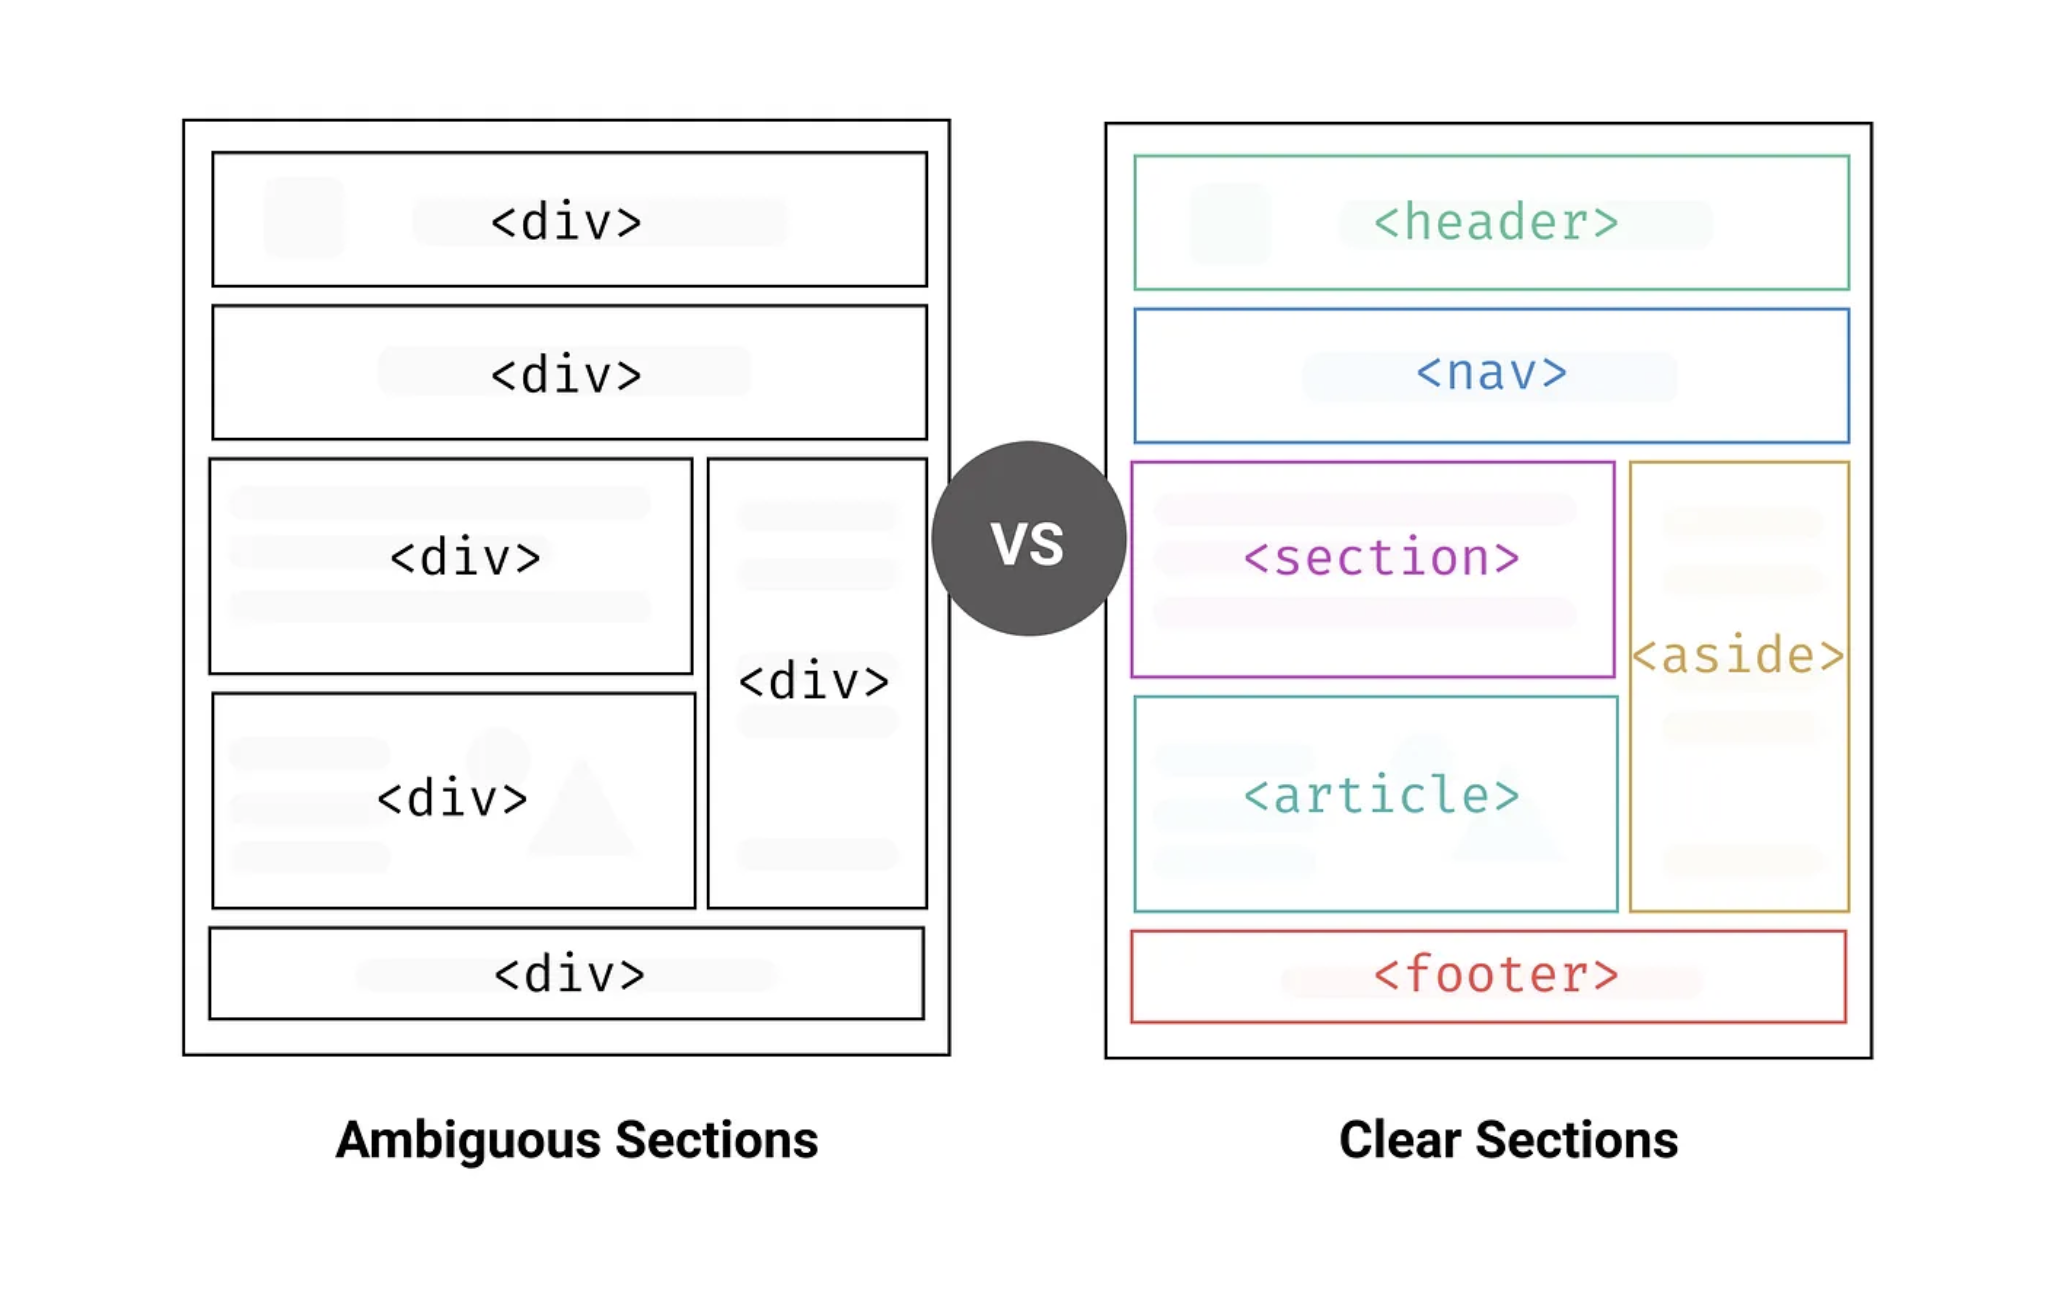 <div>
<div>
<div>
<div>
<div>
<div>
Ambiguous Sections
VS
<header>
<nav>
<section>
<aside>
<article>
<footer>
Clear Sections